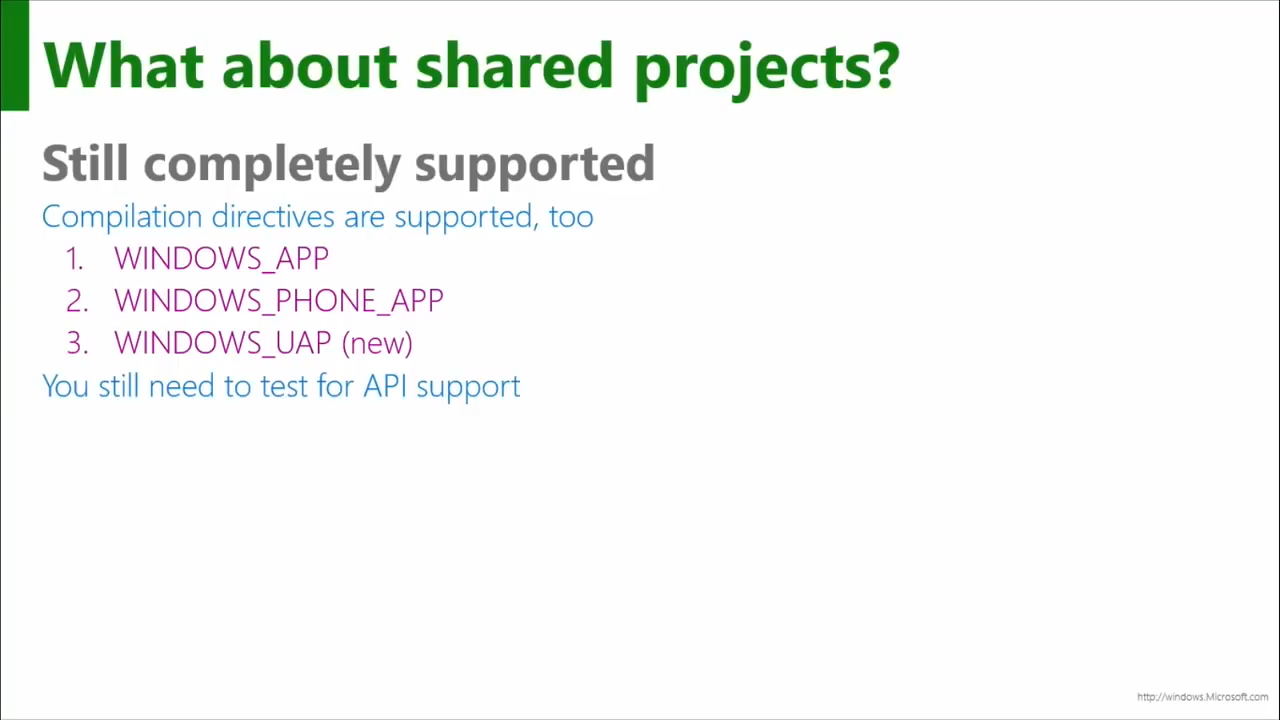 What about shared projects?
Still completely supported
Compilation directives are supported, too
1. WINDOWS_APP
2. WINDOWS_PHONE_APP
3. WINDOWS_UAP (new)
You still need to test for API support
http://windows.Microsoft.com